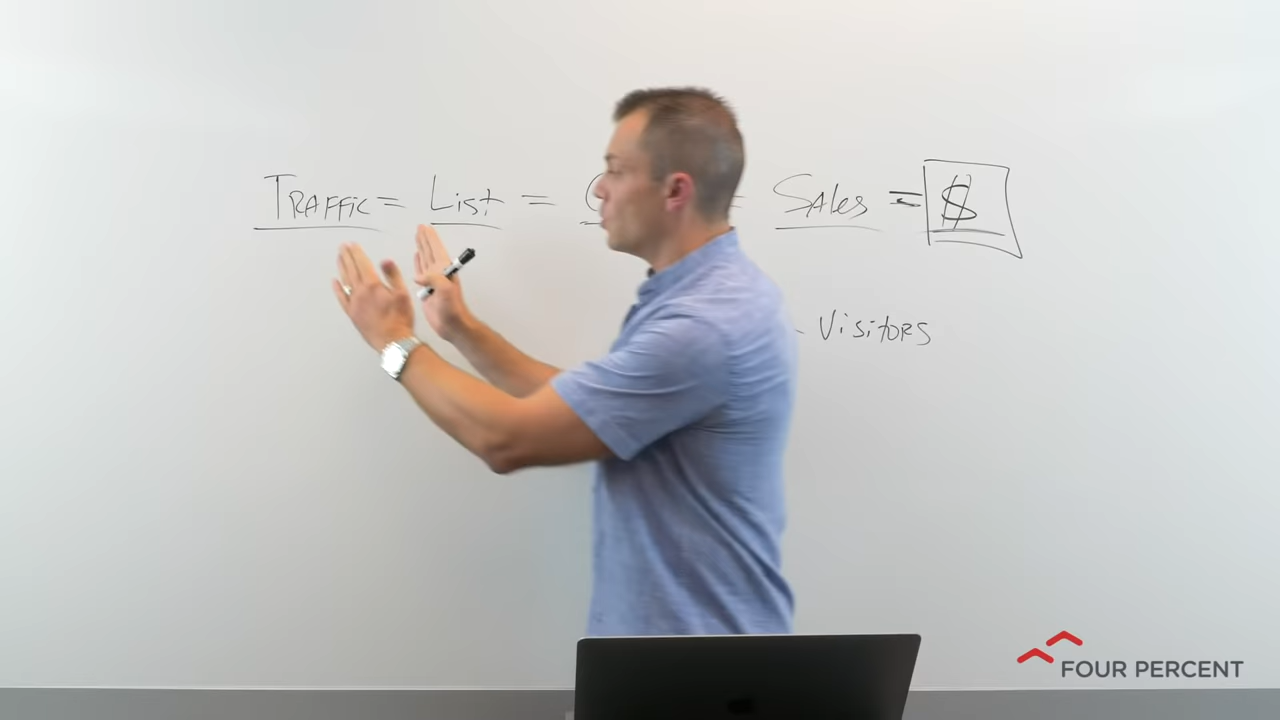 Traffic = List = = Sales = $
- Visitors
FOUR PERCENT